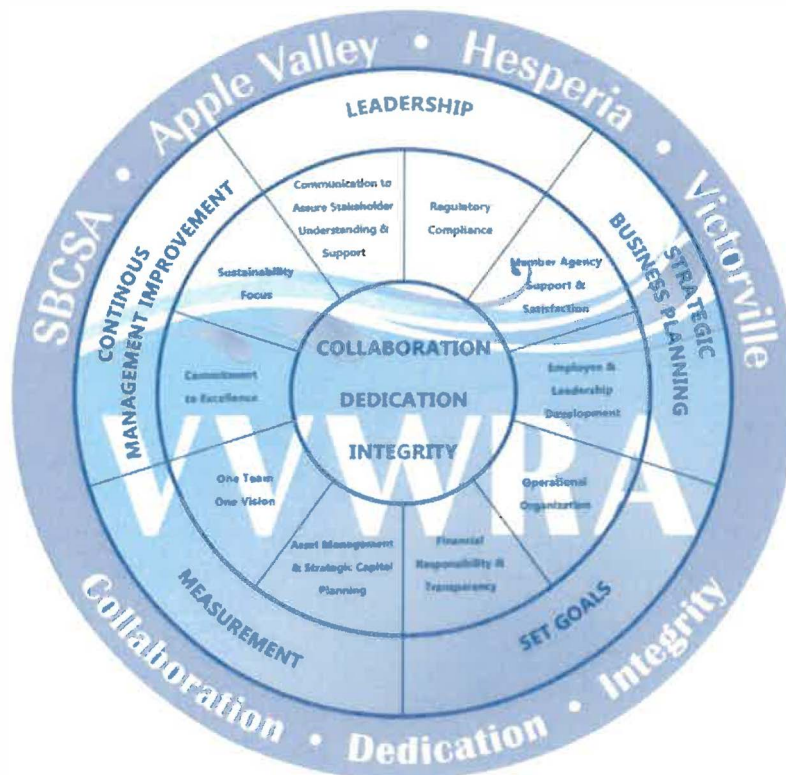 SBCSA • Apple Valley • Hesperia • Victorville
LEADERSHIP
STRATEGIC
BUSINESS PLANNING
SET GOALS
MEASUREMENT
CONTINOUS
MANAGEMENT IMPROVEMENT
Communication to
Assure Stakeholder
Understanding &
Support
Regulatory
Compliance
Member Agency
Support &
Satisfaction
Employee &
Leadership
Development
Operational
Organization
Financial
Responsibility &
Transparency
Asset Management
& Strategic Capital
Planning
One Team
One Vision
Commitment
to Excellence
Sustainability
Focus
COLLABORATION
DEDICATION
INTEGRITY
VVWRA
Collaboration • Dedication • Integrity